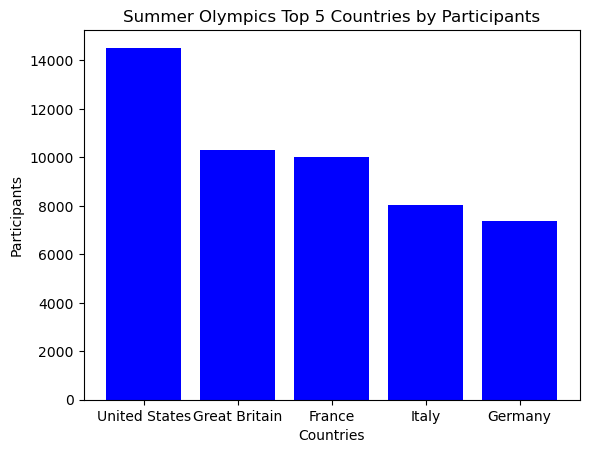 Summer Olympics Top 5 Countries by Participants
14000
12000
10000
8000
6000
4000
2000
0
Participants
United States Great Britain France Italy Germany
Countries